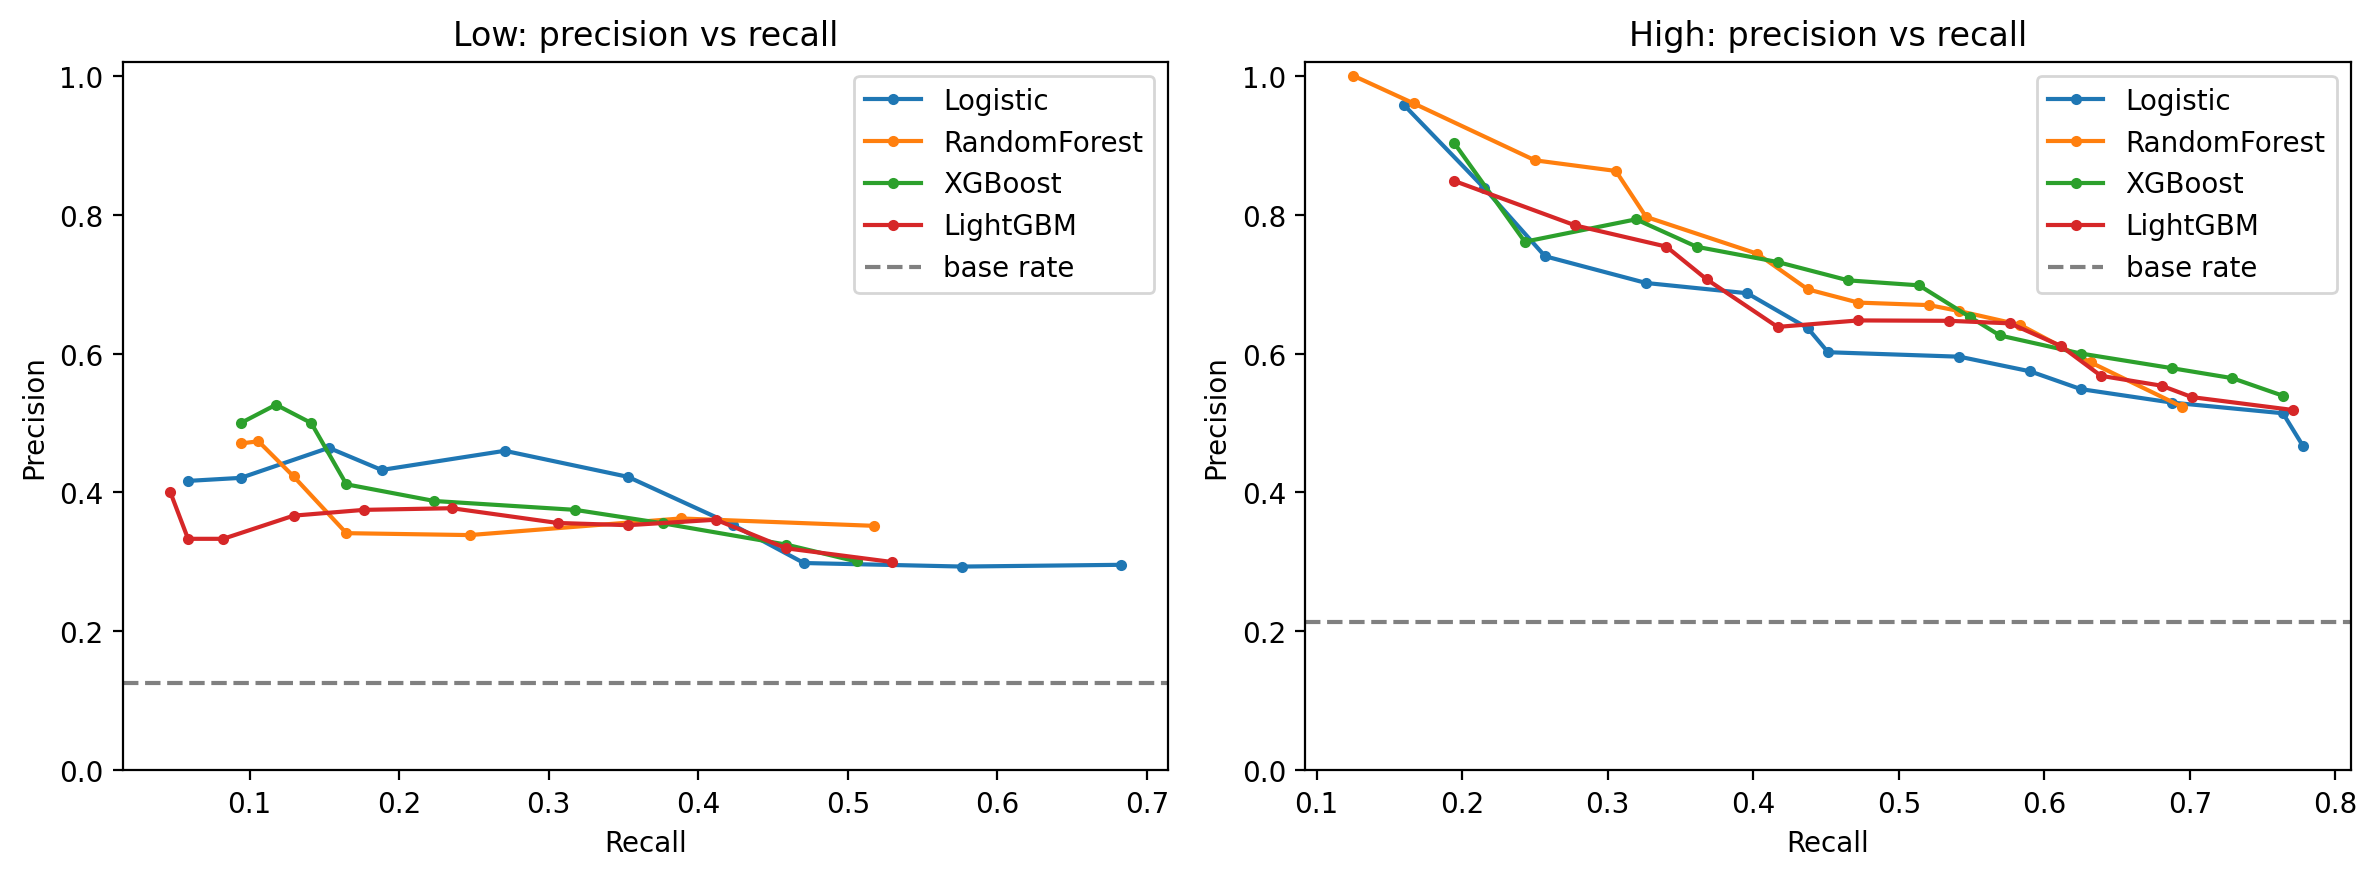 Low: precision vs recall
1.0
0.8
0.6
0.4
0.2
0.0
Precision
Logistic
RandomForest
XGBoost
LightGBM
base rate
0.1 0.2 0.3 0.4 0.5 0.6 0.7
Recall
High: precision vs recall
1.0
0.8
0.6
0.4
0.2
0.0
Precision
Logistic
RandomForest
XGBoost
LightGBM
base rate
0.1 0.2 0.3 0.4 0.5 0.6 0.7 0.8
Recall